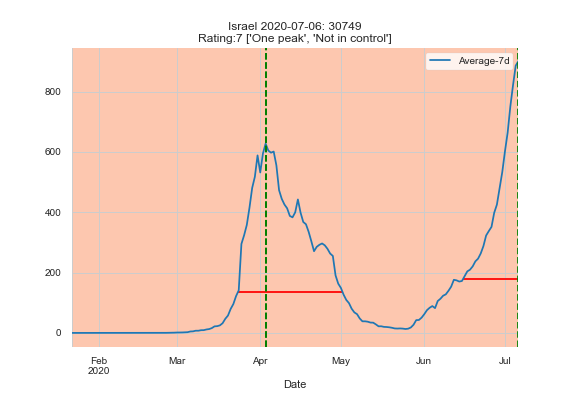 Israel 2020-07-06: 30749
Rating:7 ['One peak', 'Not in control']
Average-7d
800
600
400
200
0
Feb
2020
Mar
Apr
May
Jun
Jul
Date